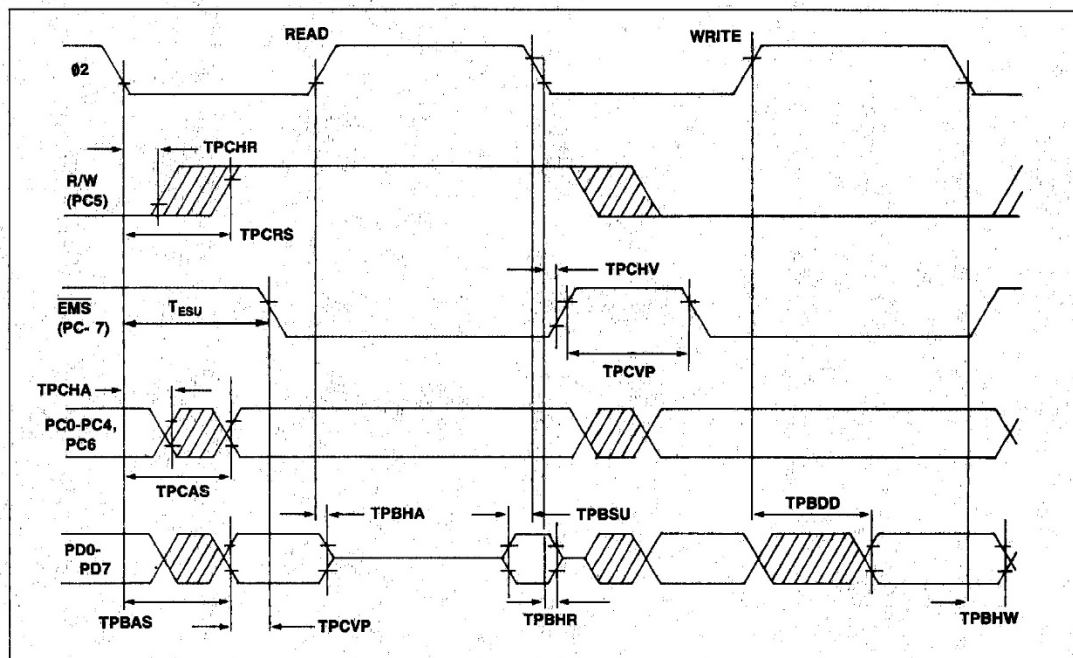 READ
WRITE
ø2
TPCHR
R/W
(PC5)
TPCRS
TPCHV
EMS
(PC- 7)
TESU
TPCVP
TPCHA
PC0-PC4,
PC6
TPCAS
TPBHA
TPBSU
TPBDD
PD0-
PD7
TPBAS
TPCVP
TPBHR
TPBHW